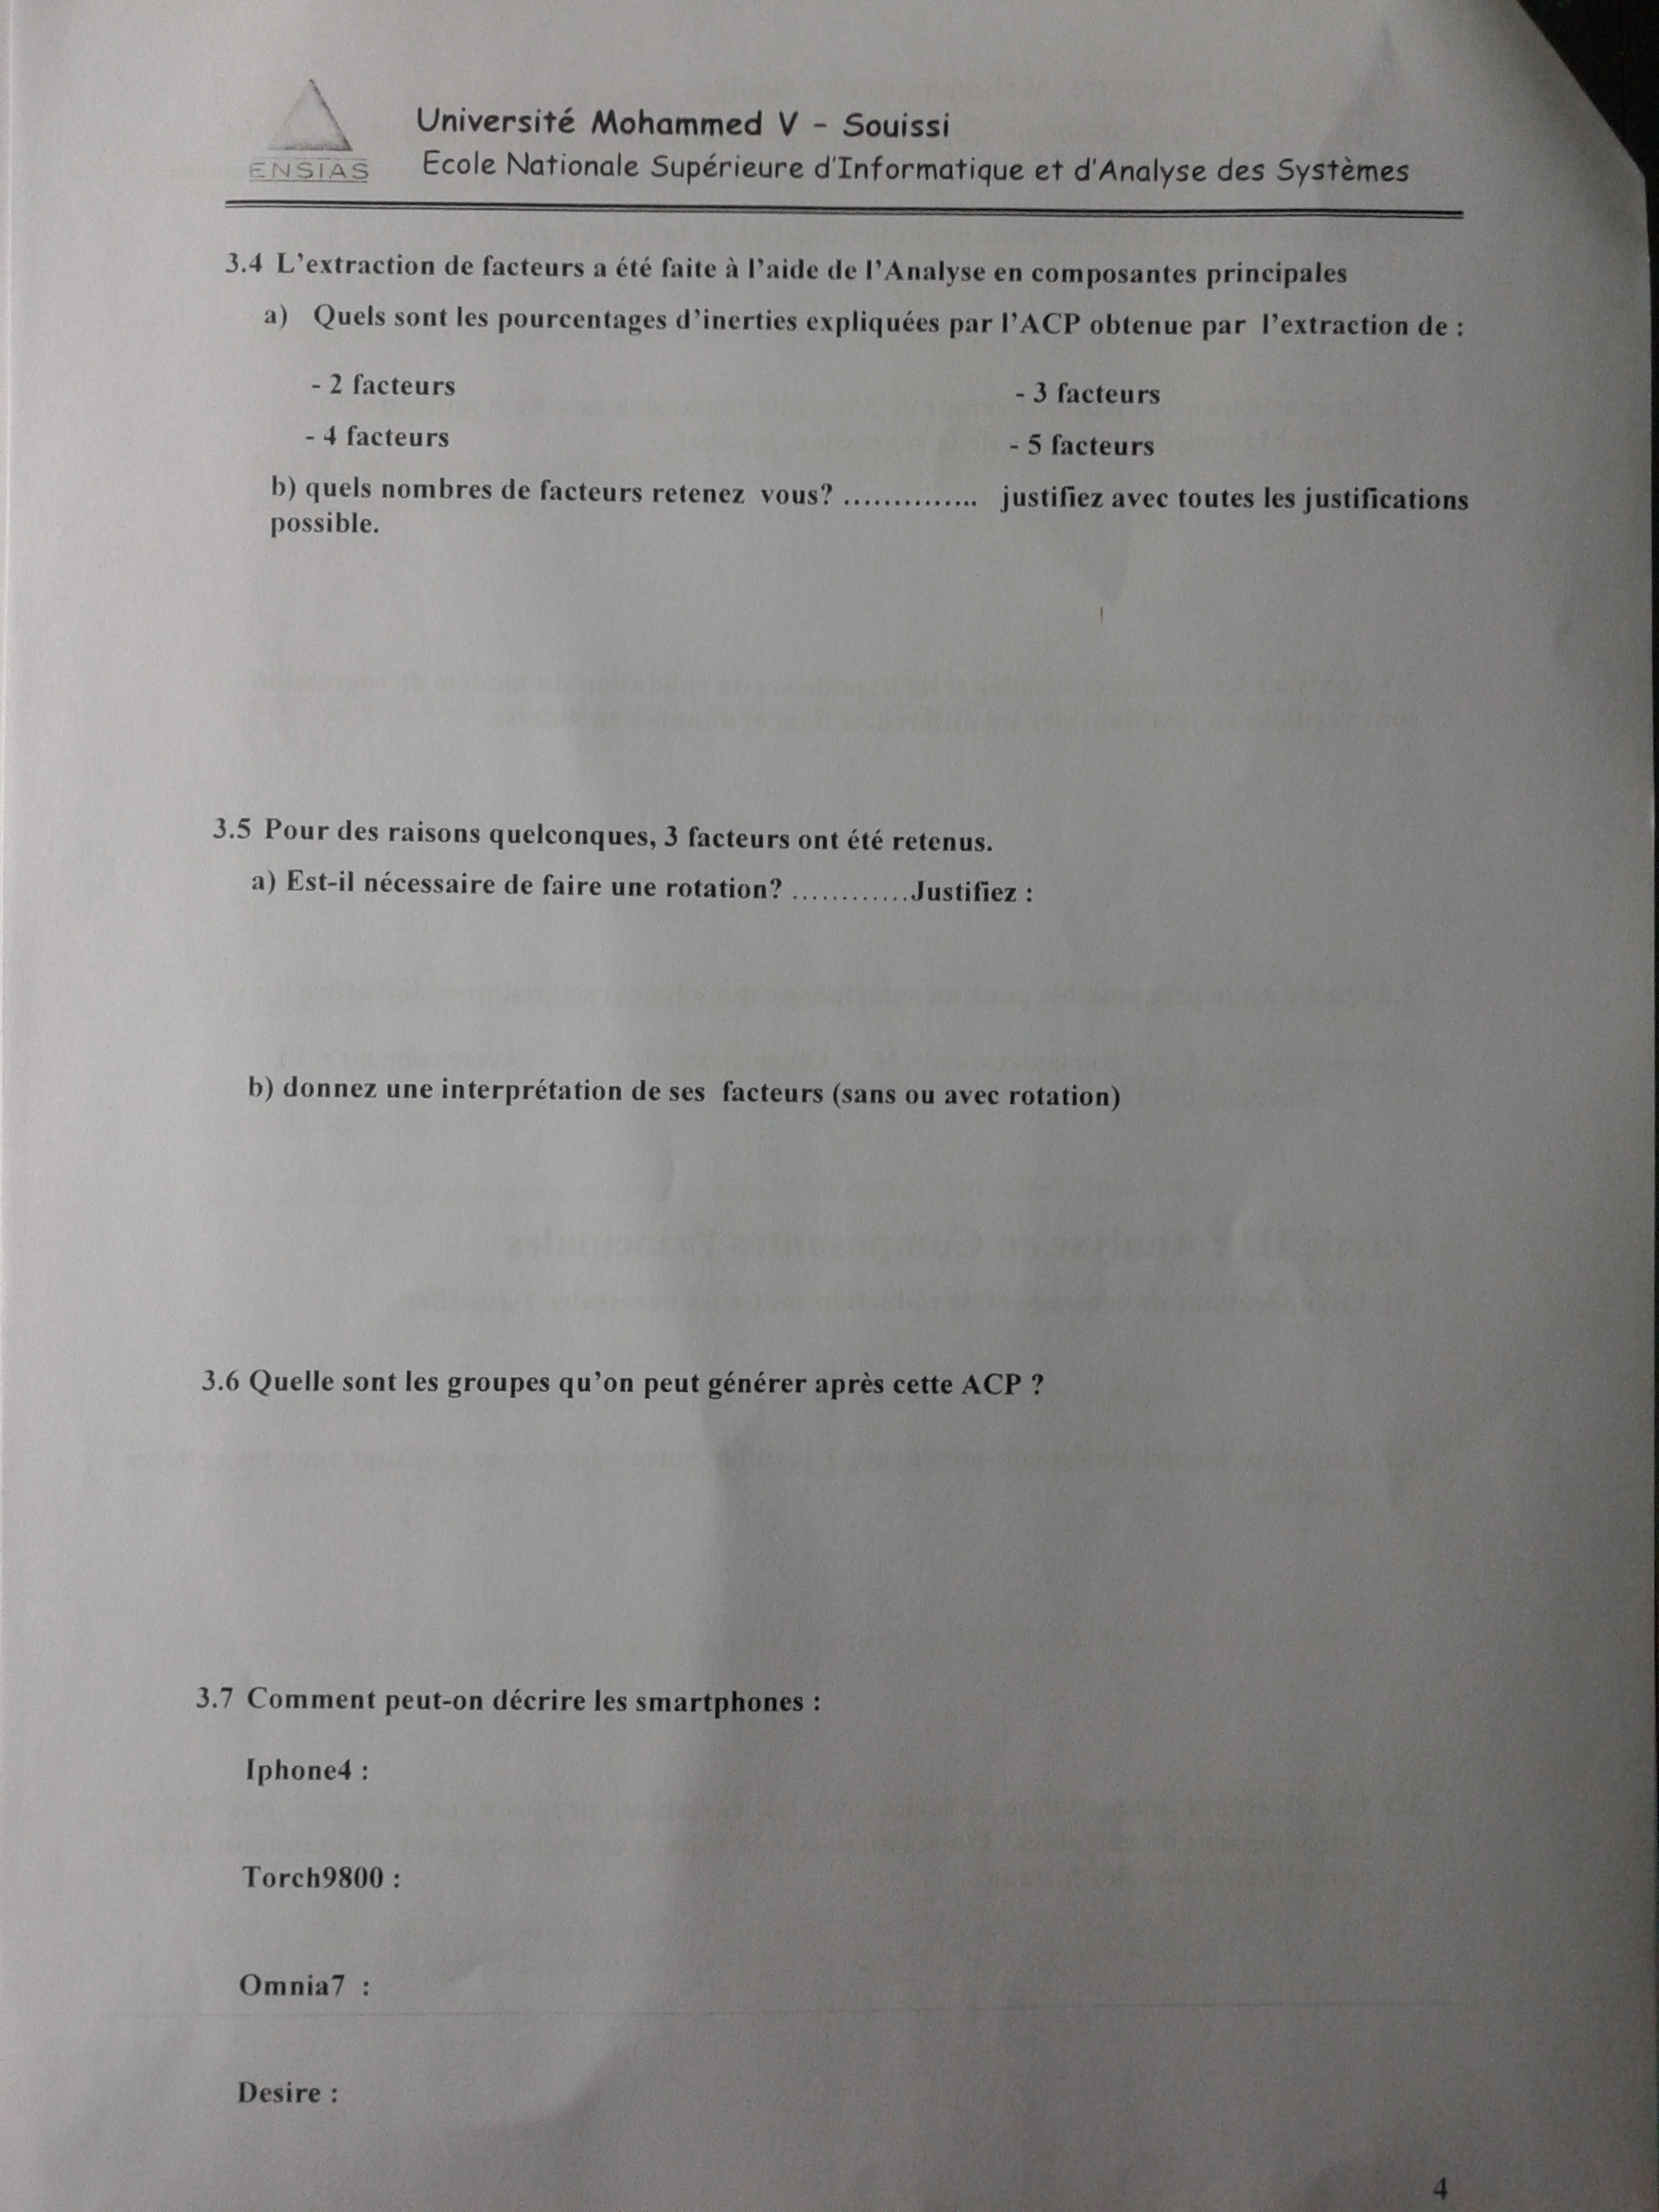 ENSIAS
Université Mohammed V - Souissi
Ecole Nationale Supérieure d'Informatique et d'Analyse des Systèmes
3.4 L'extraction de facteurs a été faite à l'aide de l'Analyse en composantes principales
a) Quels sont les pourcentages d'inerties expliquées par l'ACP obtenue par l'extraction de :
- 2 facteurs - 3 facteurs
- 4 facteurs - 5 facteurs
b) quels nombres de facteurs retenez vous? .............. justifiez avec toutes les justifications
possible.
3.5 Pour des raisons quelconques, 3 facteurs ont été retenus.
a) Est-il nécessaire de faire une rotation? ............Justifiez :
b) donnez une interprétation de ses facteurs (sans ou avec rotation)
3.6 Quelle sont les groupes qu'on peut générer après cette ACP ?
3.7 Comment peut-on décrire les smartphones :
Iphone4 :
Torch9800 :
Omnia7 :
Desire :
4